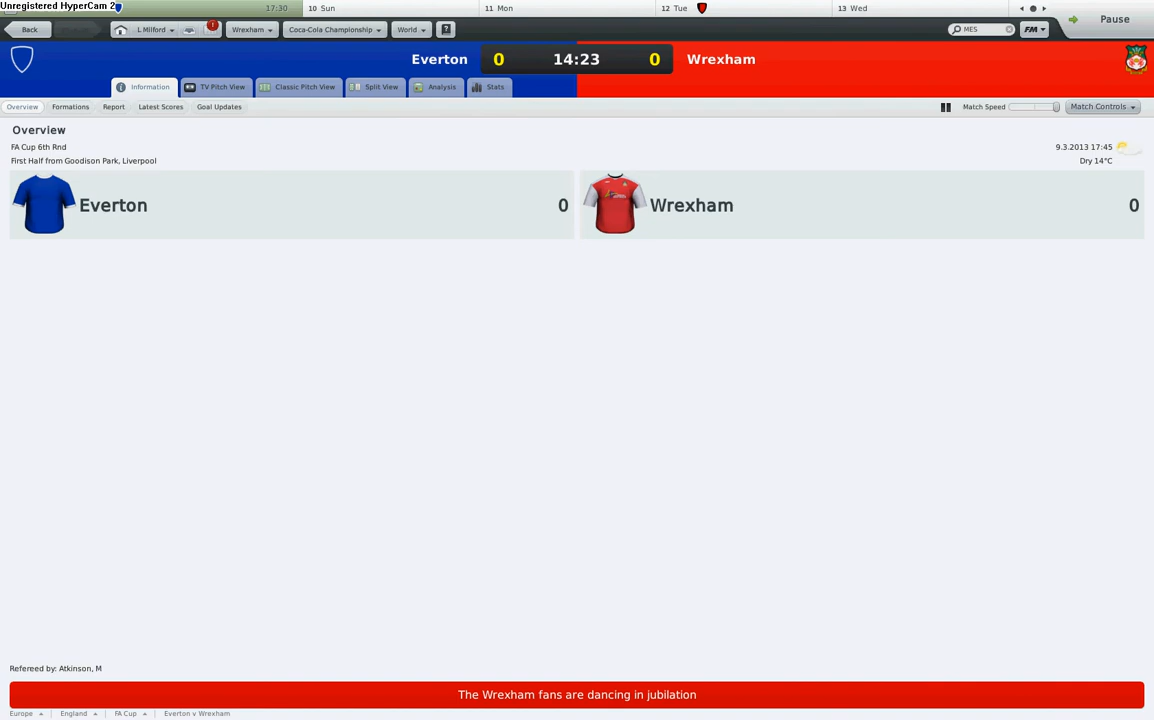 Unregistered HyperCam 2
17:30
10 Sun
11 Mon
12 Tue
13 Wed
Back
L Milford
Wrexham
Coca-Cola Championship
World
?
MES
FM
Pause
Everton 0 14:23 0 Wrexham
Information
TV Pitch View
Classic Pitch View
Split View
Analysis
Stats
Overview
Formations
Report
Latest Scores
Goal Updates
Match Speed
Match Controls
Overview
FA Cup 6th Rnd
9.3.2013 17:45
First Half from Goodison Park, Liverpool
Dry 14°C
Everton 0
Wrexham 0
Refereed by: Atkinson, M
The Wrexham fans are dancing in jubilation
Europe
England
FA Cup
Everton v Wrexham